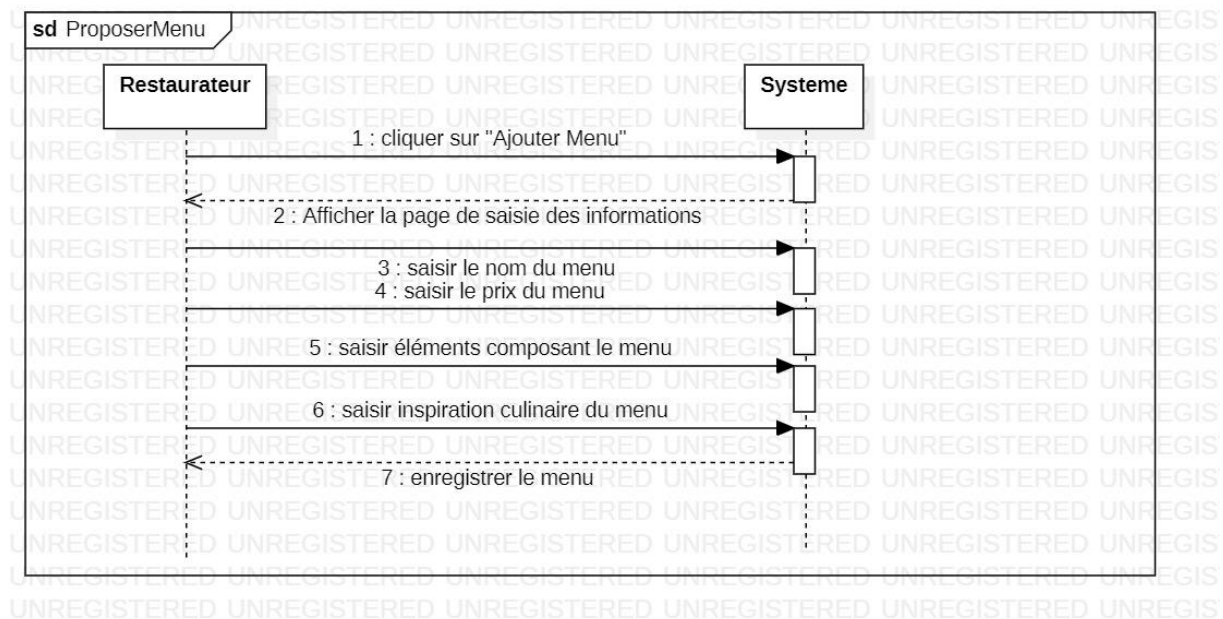 sd ProposerMenu
Restaurateur
Systeme
1 : cliquer sur "Ajouter Menu"
2 : Afficher la page de saisie des informations
3 : saisir le nom du menu
4 : saisir le prix du menu
5 : saisir éléments composant le menu
6 : saisir inspiration culinaire du menu
7 : enregistrer le menu
UNREGISTERED